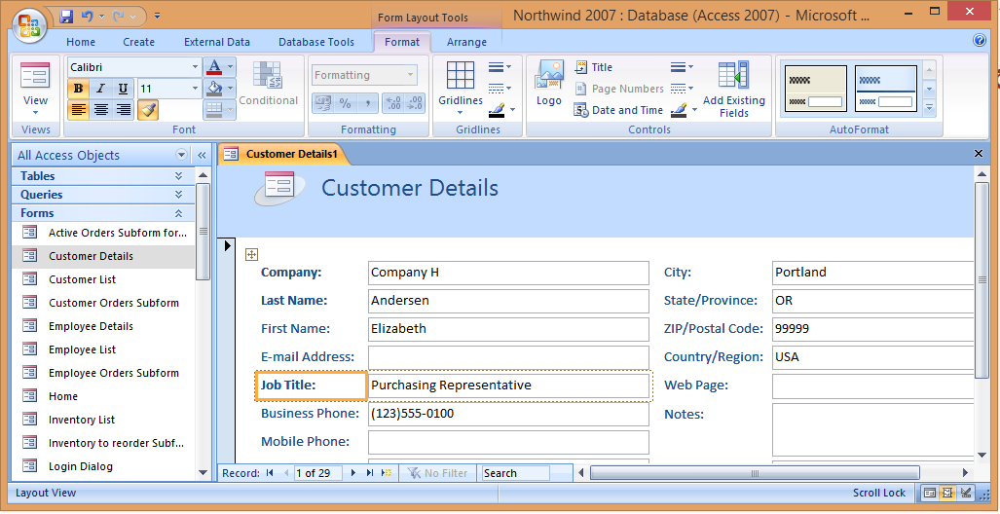 Form Layout Tools
Northwind 2007 : Database (Access 2007) - Microsoft ...
Home Create External Data Database Tools Format Arrange
View
Views
Calibri
B I U 11
A
Font
Conditional
Formatting
% ,
Formatting
Gridlines
Gridlines
Logo
Title
Page Numbers
Date and Time
Add Existing
Fields
Controls
xxxxx xxxxx
xxxxx xxxxx
AutoFormat
All Access Objects
Tables
Queries
Forms
Active Orders Subform for...
Customer Details
Customer List
Customer Orders Subform
Employee Details
Employee List
Employee Orders Subform
Home
Inventory List
Inventory to reorder Subf...
Login Dialog
Customer Details1
Customer Details
Company: Company H
Last Name: Andersen
First Name: Elizabeth
E-mail Address:
Job Title: Purchasing Representative
Business Phone: (123)555-0100
Mobile Phone:
City: Portland
State/Province: OR
ZIP/Postal Code: 99999
Country/Region: USA
Web Page:
Notes:
Record: 1 of 29 No Filter Search
Layout View
Scroll Lock